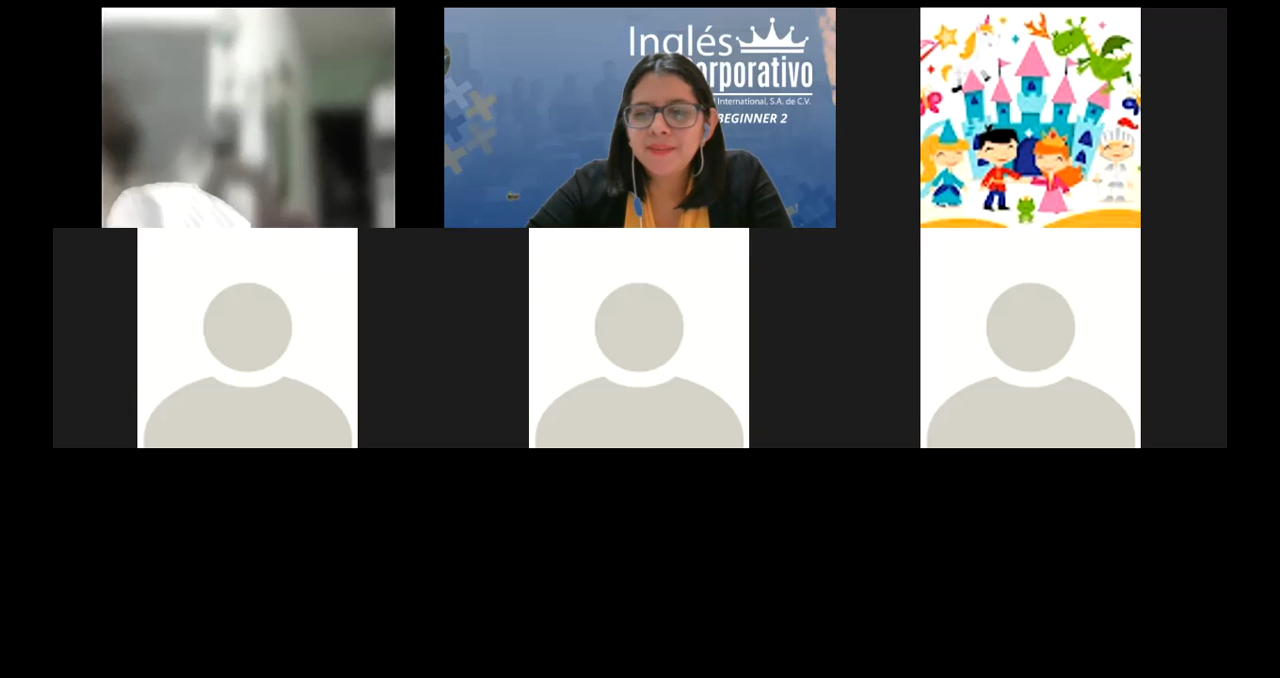 Inglés
orporativo
International, S.A. de C.V.
BEGINNER 2